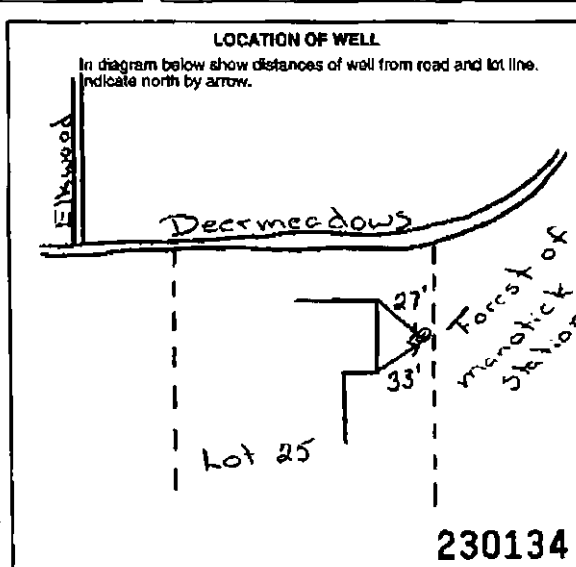 LOCATION OF WELL
In diagram below show distances of well from road and lot line.
Indicate north by arrow.
Elkwood
Deermeadows
27'
33'
Forest of
manotick
Station
Lot 25
230134